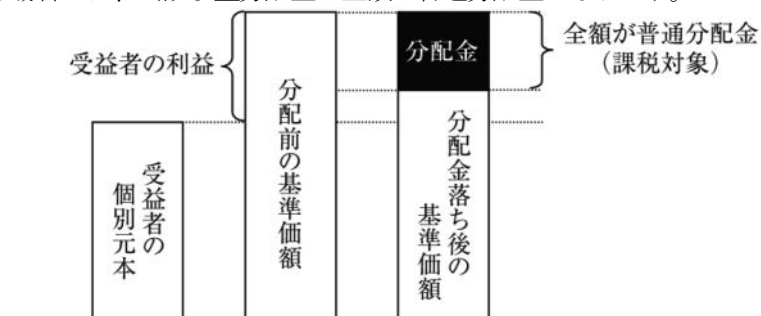 受益者の利益
分配金
全額が普通分配金
（課税対象）
受益者の
個別元本
分配前の基準価額
分配金落ち後の
基準価額